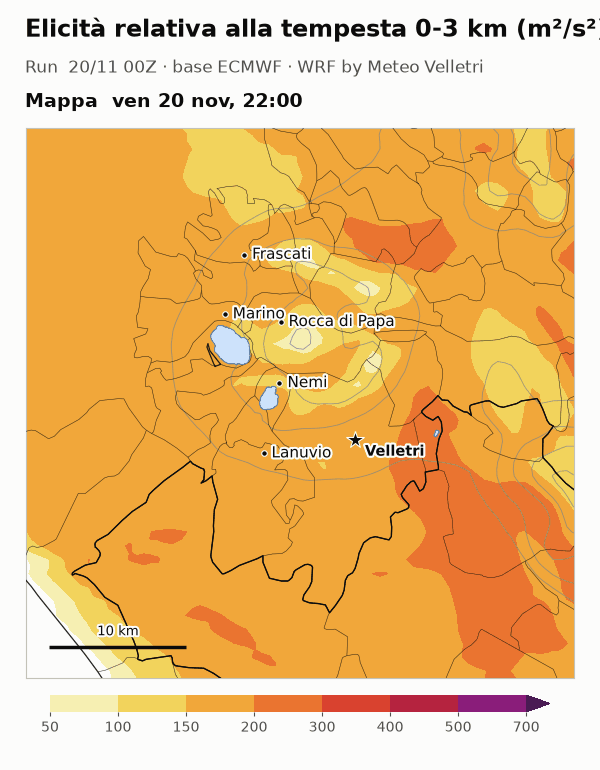 Elicità relativa alla tempesta 0-3 km (m²/s²)
Run  20/11 00Z · base ECMWF · WRF by Meteo Velletri
Mappa  ven 20 nov, 22:00
Frascati
Marino
Rocca di Papa
Nemi
Velletri
Lanuvio
10 km
50 100 150 200 300 400 500 700